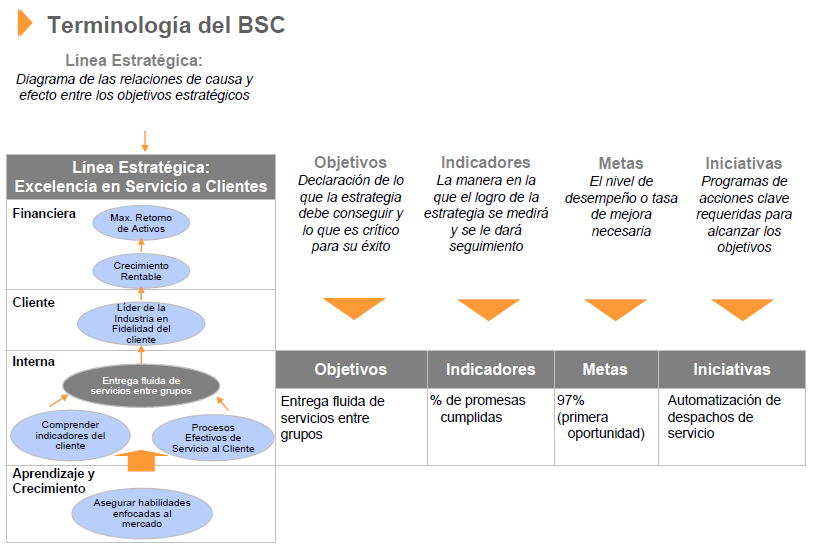 Terminología del BSC
Línea Estratégica:
Diagrama de las relaciones de causa y
efecto entre los objetivos estratégicos
Línea Estratégica:
Excelencia en Servicio a Clientes
Financiera
Max. Retorno
de Activos
Crecimiento
Rentable
Cliente
Líder de la
Industria en
Fidelidad del
cliente
Interna
Entrega fluida de
servicios entre grupos
Comprender
indicadores del
cliente
Procesos
Efectivos de
Servicio al Cliente
Aprendizaje y
Crecimiento
Asegurar habilidades
enfocadas al
mercado
Objetivos
Declaración de lo
que la estrategia
debe conseguir y
lo que es crítico
para su éxito
Indicadores
La manera en la
que el logro de la
estrategia se medirá
y se le dará
seguimiento
Metas
El nivel de
desempeño o tasa
de mejora
necesaria
Iniciativas
Programas de
acciones clave
requeridas para
alcanzar los
objetivos
Objetivos
Indicadores
Metas
Iniciativas
Entrega fluida de
servicios entre
grupos
% de promesas
cumplidas
97%
(primera
oportunidad)
Automatización de
despachos de
servicio